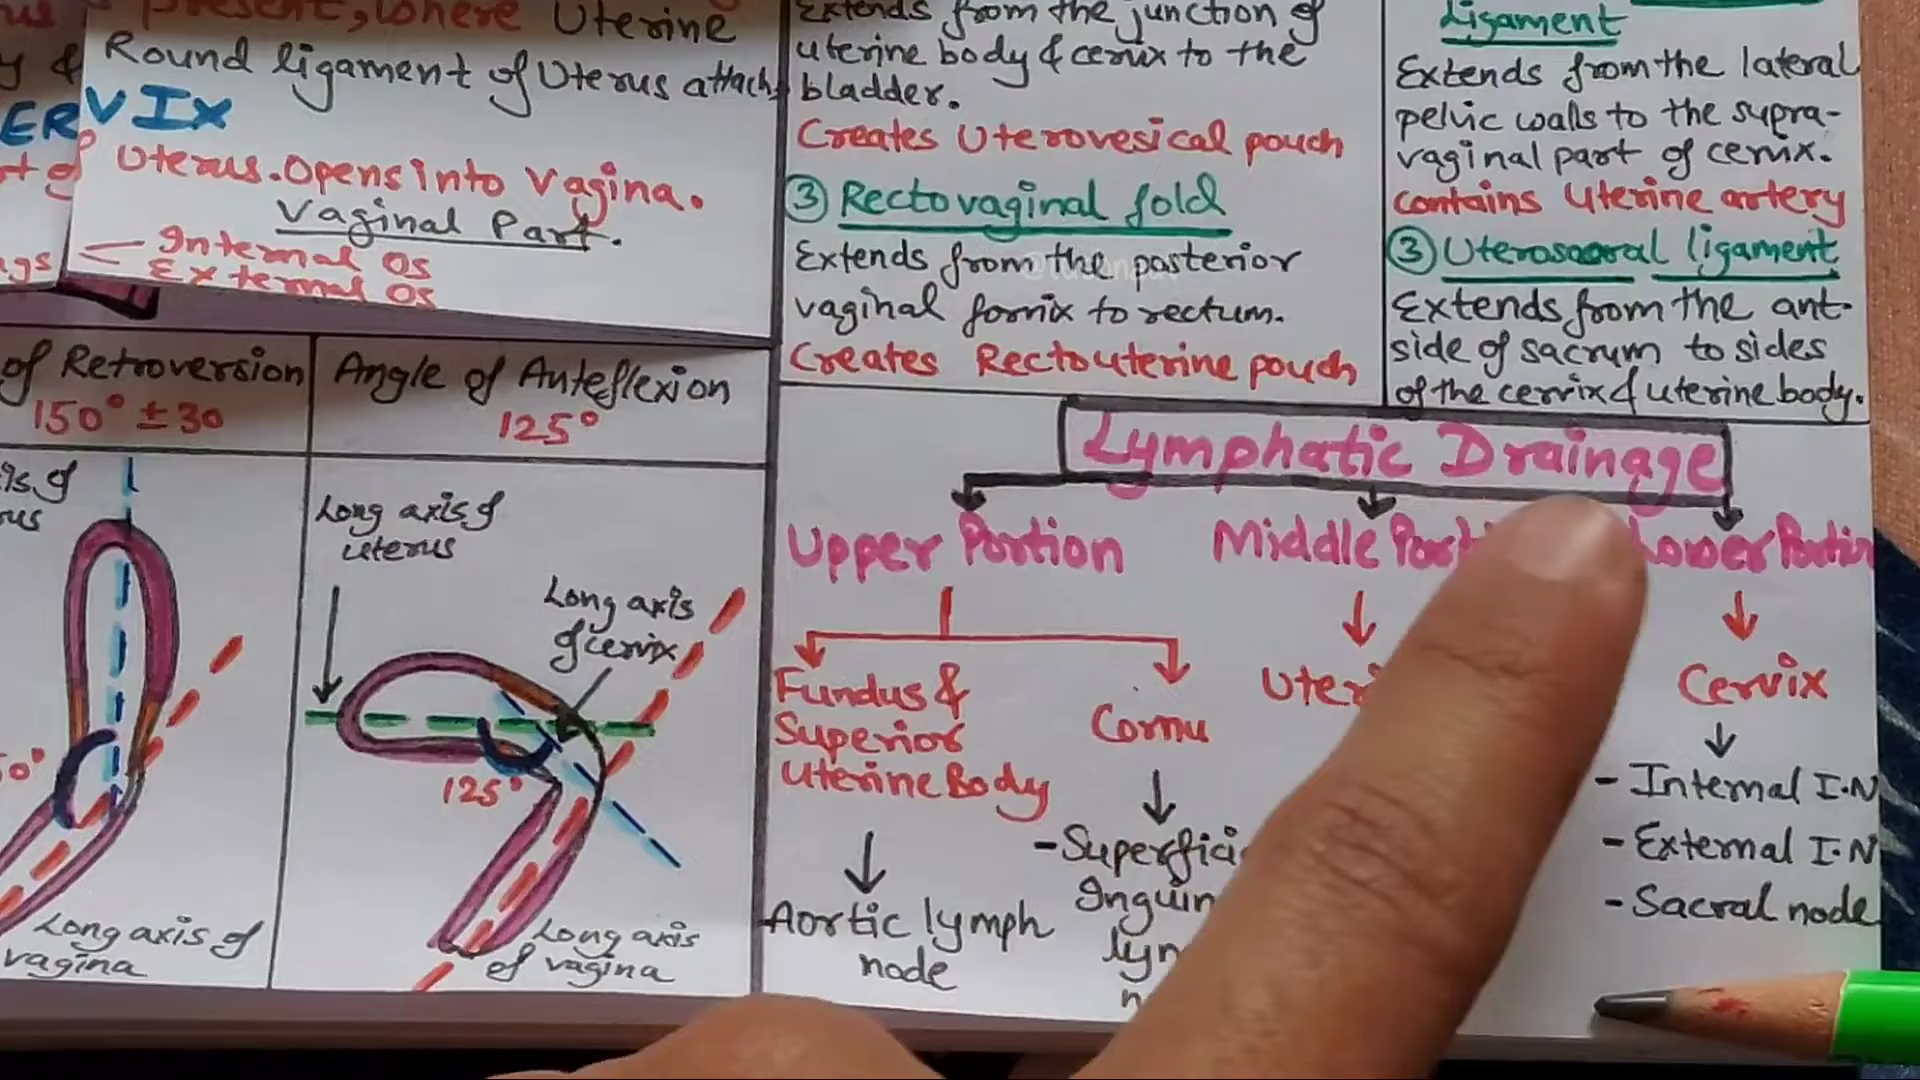 present, where Uterine
& Round ligament of Uterus attach
ERVIX
Uterus. Opens into Vagina.
Vaginal Part.
Internal Os
External Os
of Retroversion
150° ± 30
Angle of Anteflexion
125°
Long axis of
uterus
Long axis
of cervix
125°
Long axis of
vagina
Long axis
of vagina
Extends from the junction of
uterine body & cervix to the
bladder.
Creates Uterovesical pouch
③ Rectovaginal fold
Extends from the posterior
vaginal fornix to rectum.
Creates Rectouterine pouch
Ligament
Extends from the lateral
pelvic walls to the supra-
vaginal part of cervix.
contains Uterine artery
③ Uterosacral ligament
Extends from the ant.
side of sacrum to sides
of the cervix & uterine body.
Lymphatic Drainage
Upper Portion
Middle
Lower Portion
Fundus &
Superior
Uterine Body
Cornu
Cervix
Aortic lymph
node
- Internal I.N
- External I.N
- Sacral node